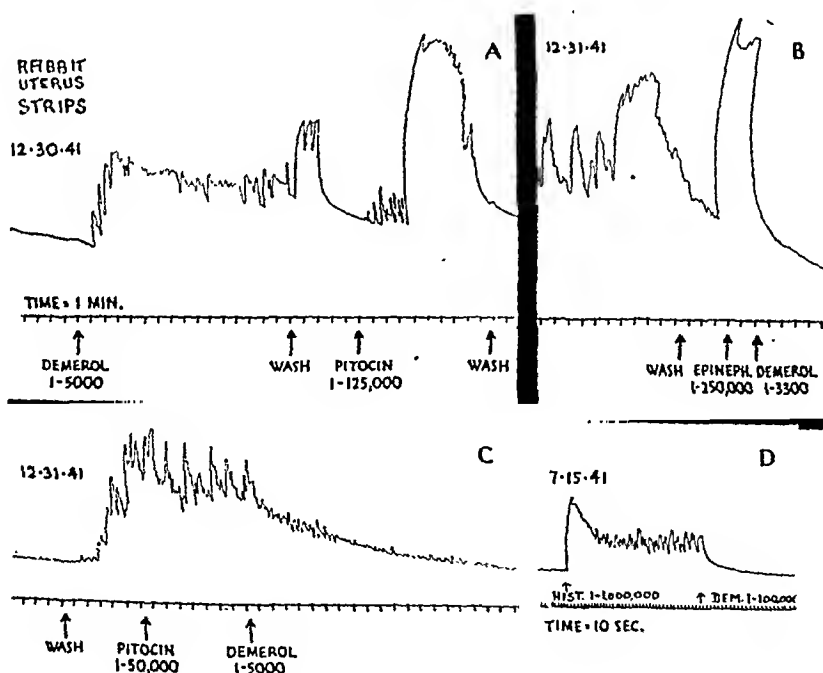 A
RABBIT
UTERUS
STRIPS
12·30·41
TIME = 1 MIN.
DEMEROL
1-5000
WASH
PITOCIN
1-125,000
WASH
B
12·31·41
WASH
EPINEPH.
1-250,000
DEMEROL
1-3300
C
12·31·41
WASH
PITOCIN
1-50,000
DEMEROL
1-5000
D
7·15·41
HIST. 1-2000,000
DEM. 1-100,000
TIME = 10 SEC.